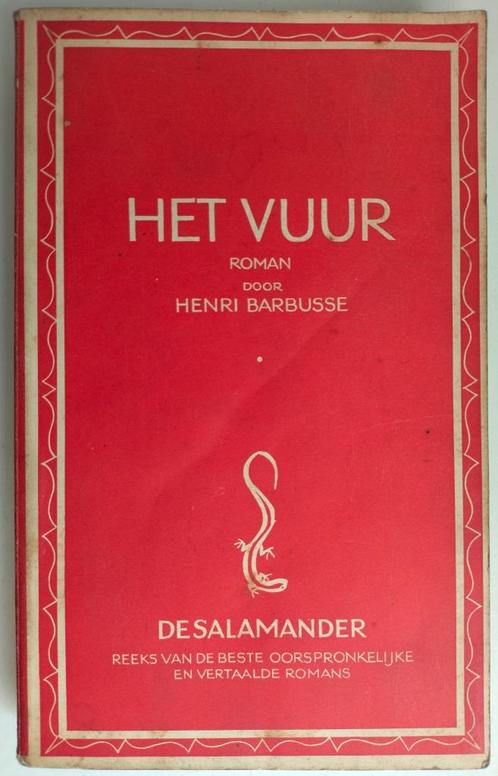 HET VUUR
ROMAN
DOOR
HENRI BARBUSSE
DE SALAMANDER
REEKS VAN DE BESTE OORSPRONKELIJKE
EN VERTAALDE ROMANS